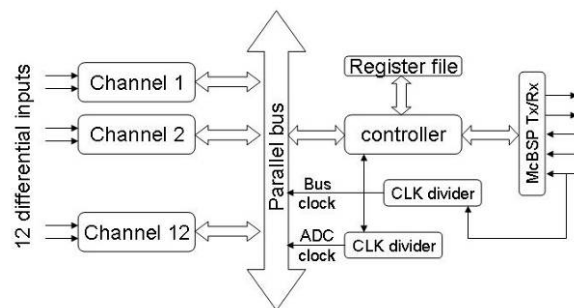 12 differential inputs
Channel 1
Channel 2
Channel 12
Parallel bus
Register file
controller
McBSP Tx/Rx
Bus
clock
CLK divider
ADC
clock
CLK divider